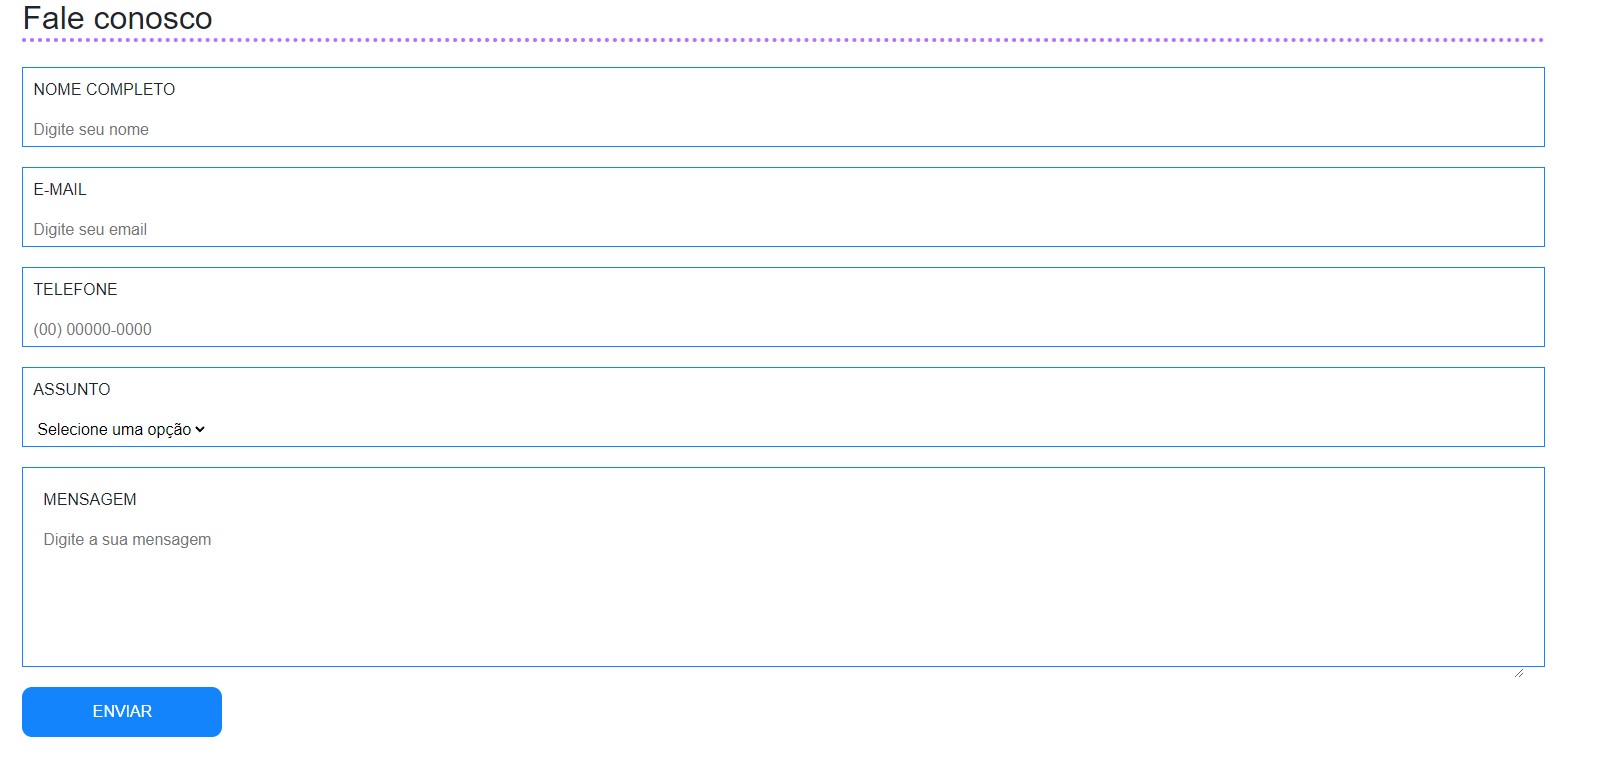 Fale conosco
NOME COMPLETO
Digite seu nome
E-MAIL
Digite seu email
TELEFONE
(00) 00000-0000
ASSUNTO
Selecione uma opção
MENSAGEM
Digite a sua mensagem
ENVIAR